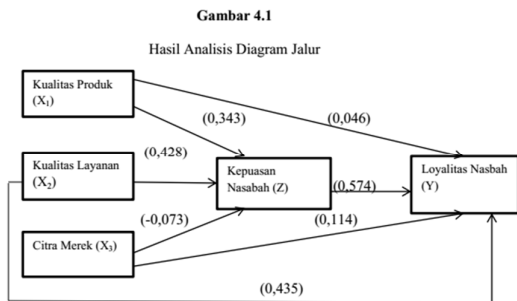 Gambar 4.1
Hasil Analisis Diagram Jalur
Kualitas Produk
(X₁)
(0,343)
(0,046)
Kualitas Layanan
(X₂)
(0,428)
Kepuasan
Nasabah (Z)
(0,574)
Loyalitas Nasbah
(Y)
(-0,073)
(0,114)
Citra Merek (X₃)
(0,435)